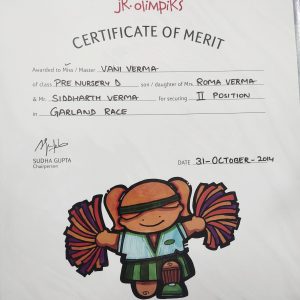 jk.olimpiks
CERTIFICATE OF MERIT
Awarded to Miss / Master VANI VERMA
of class PRE NURSERY D son / daughter of Mrs. ROMA VERMA
& Mr. SIDDHARTH VERMA for securing II POSITION
in GARLAND RACE
SUDHA GUPTA
Chairperson
DATE 31-OCTOBER-2014